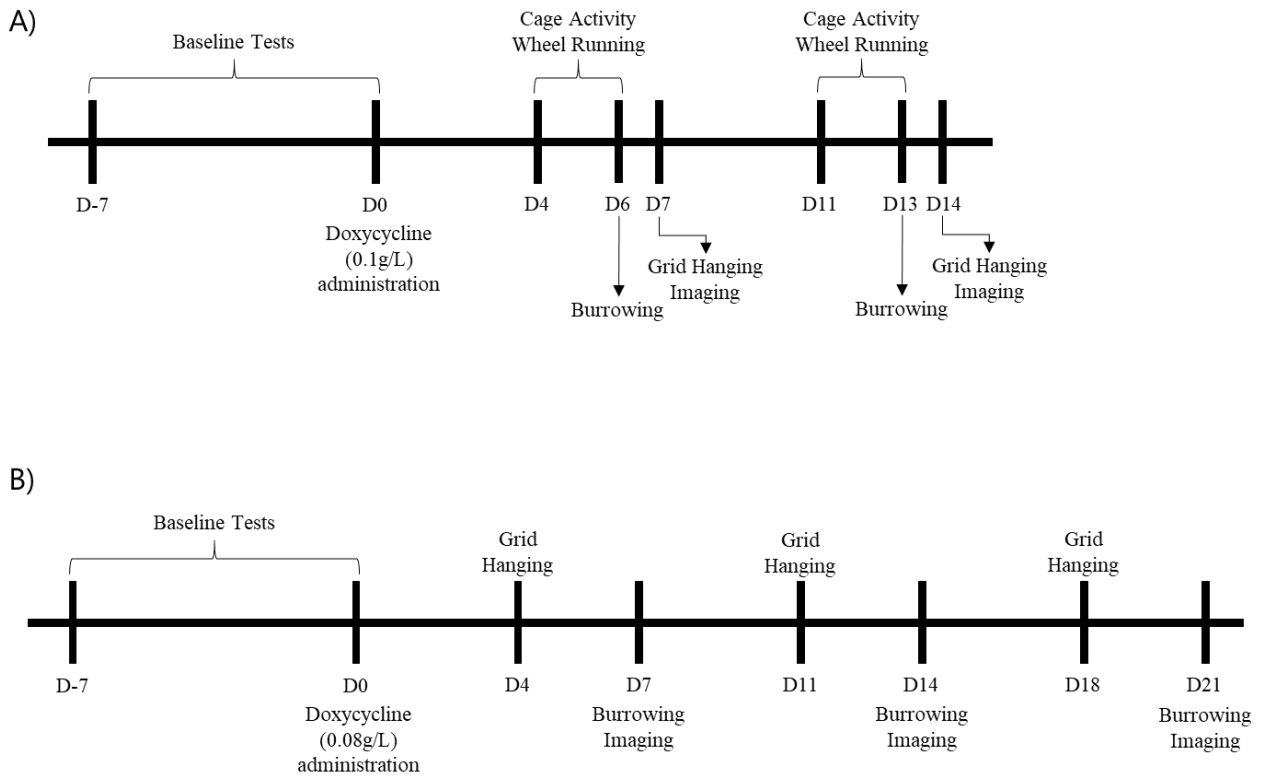 A)
Baseline Tests
Cage Activity
Wheel Running
Cage Activity
Wheel Running
D-7
D0
D4
D6
D7
D11
D13
D14
Doxycycline
(0.1g/L)
administration
Grid Hanging
Imaging
Burrowing
Grid Hanging
Imaging
Burrowing
B)
Baseline Tests
Grid
Hanging
Grid
Hanging
Grid
Hanging
D-7
D0
D4
D7
D11
D14
D18
D21
Doxycycline
(0.08g/L)
administration
Burrowing
Imaging
Burrowing
Imaging
Burrowing
Imaging